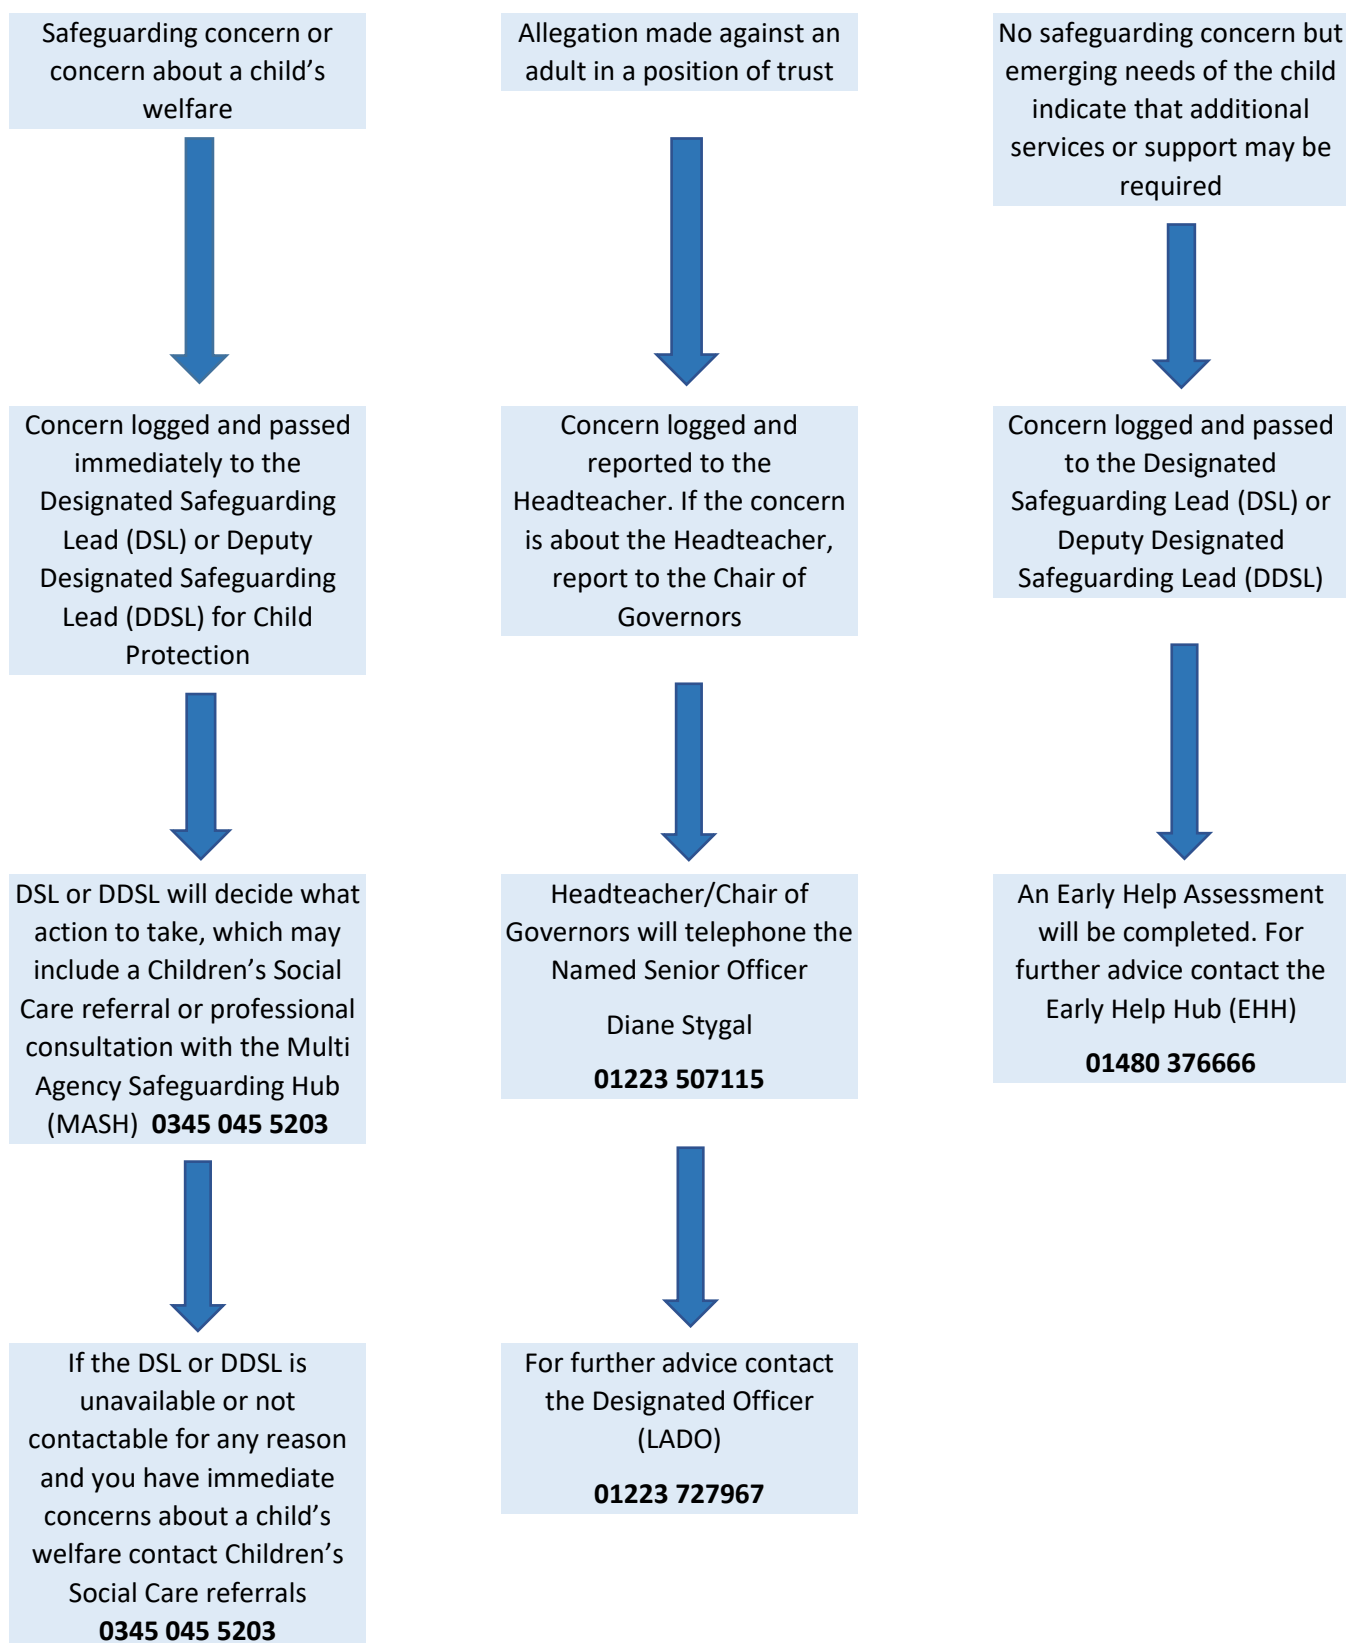 Safeguarding concern or
concern about a child’s
welfare
Concern logged and passed
immediately to the
Designated Safeguarding
Lead (DSL) or Deputy
Designated Safeguarding
Lead (DDSL) for Child
Protection
DSL or DDSL will decide what
action to take, which may
include a Children’s Social
Care referral or professional
consultation with the Multi
Agency Safeguarding Hub
(MASH) 0345 045 5203
If the DSL or DDSL is
unavailable or not
contactable for any reason
and you have immediate
concerns about a child’s
welfare contact Children’s
Social Care referrals
0345 045 5203
Allegation made against an
adult in a position of trust
Concern logged and
reported to the
Headteacher. If the concern
is about the Headteacher,
report to the Chair of
Governors
Headteacher/Chair of
Governors will telephone the
Named Senior Officer
Diane Stygal
01223 507115
For further advice contact
the Designated Officer
(LADO)
01223 727967
No safeguarding concern but
emerging needs of the child
indicate that additional
services or support may be
required
Concern logged and passed
to the Designated
Safeguarding Lead (DSL) or
Deputy Designated
Safeguarding Lead (DDSL)
An Early Help Assessment
will be completed. For
further advice contact the
Early Help Hub (EHH)
01480 376666